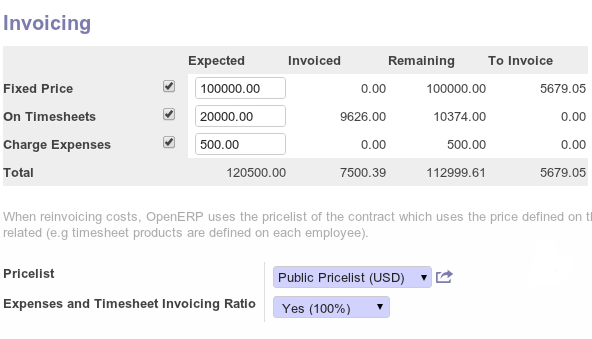 Invoicing
Expected Invoiced Remaining To Invoice
Fixed Price 100000.00 0.00 100000.00 5679.05
On Timesheets 20000.00 9626.00 10374.00 0.00
Charge Expenses 500.00 0.00 500.00 0.00
Total 120500.00 7500.39 112999.61 5679.05
When reinvoicing costs, OpenERP uses the pricelist of the contract which uses the price defined on
related (e.g timesheet products are defined on each employee).
Pricelist Public Pricelist (USD)
Expenses and Timesheet Invoicing Ratio Yes (100%)